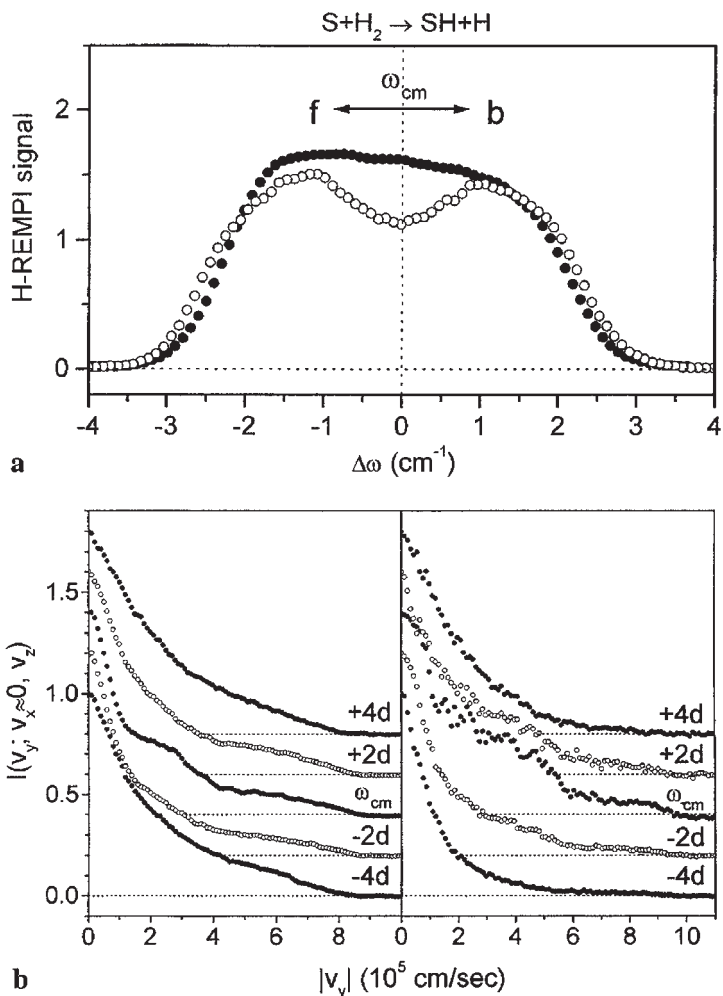 S+H₂ → SH+H
H-REMPI signal
ω_cm
f b
2
1
0
-4 -3 -2 -1 0 1 2 3 4
Δω (cm⁻¹)
a
I(v_y; v_x≈0, v_z)
1.5
1.0
0.5
0.0
+4d
+2d
ω_cm
-2d
-4d
+4d
+2d
ω_cm
-2d
-4d
0 2 4 6 8 0 2 4 6 8 10
|v_y| (10⁵ cm/sec)
b